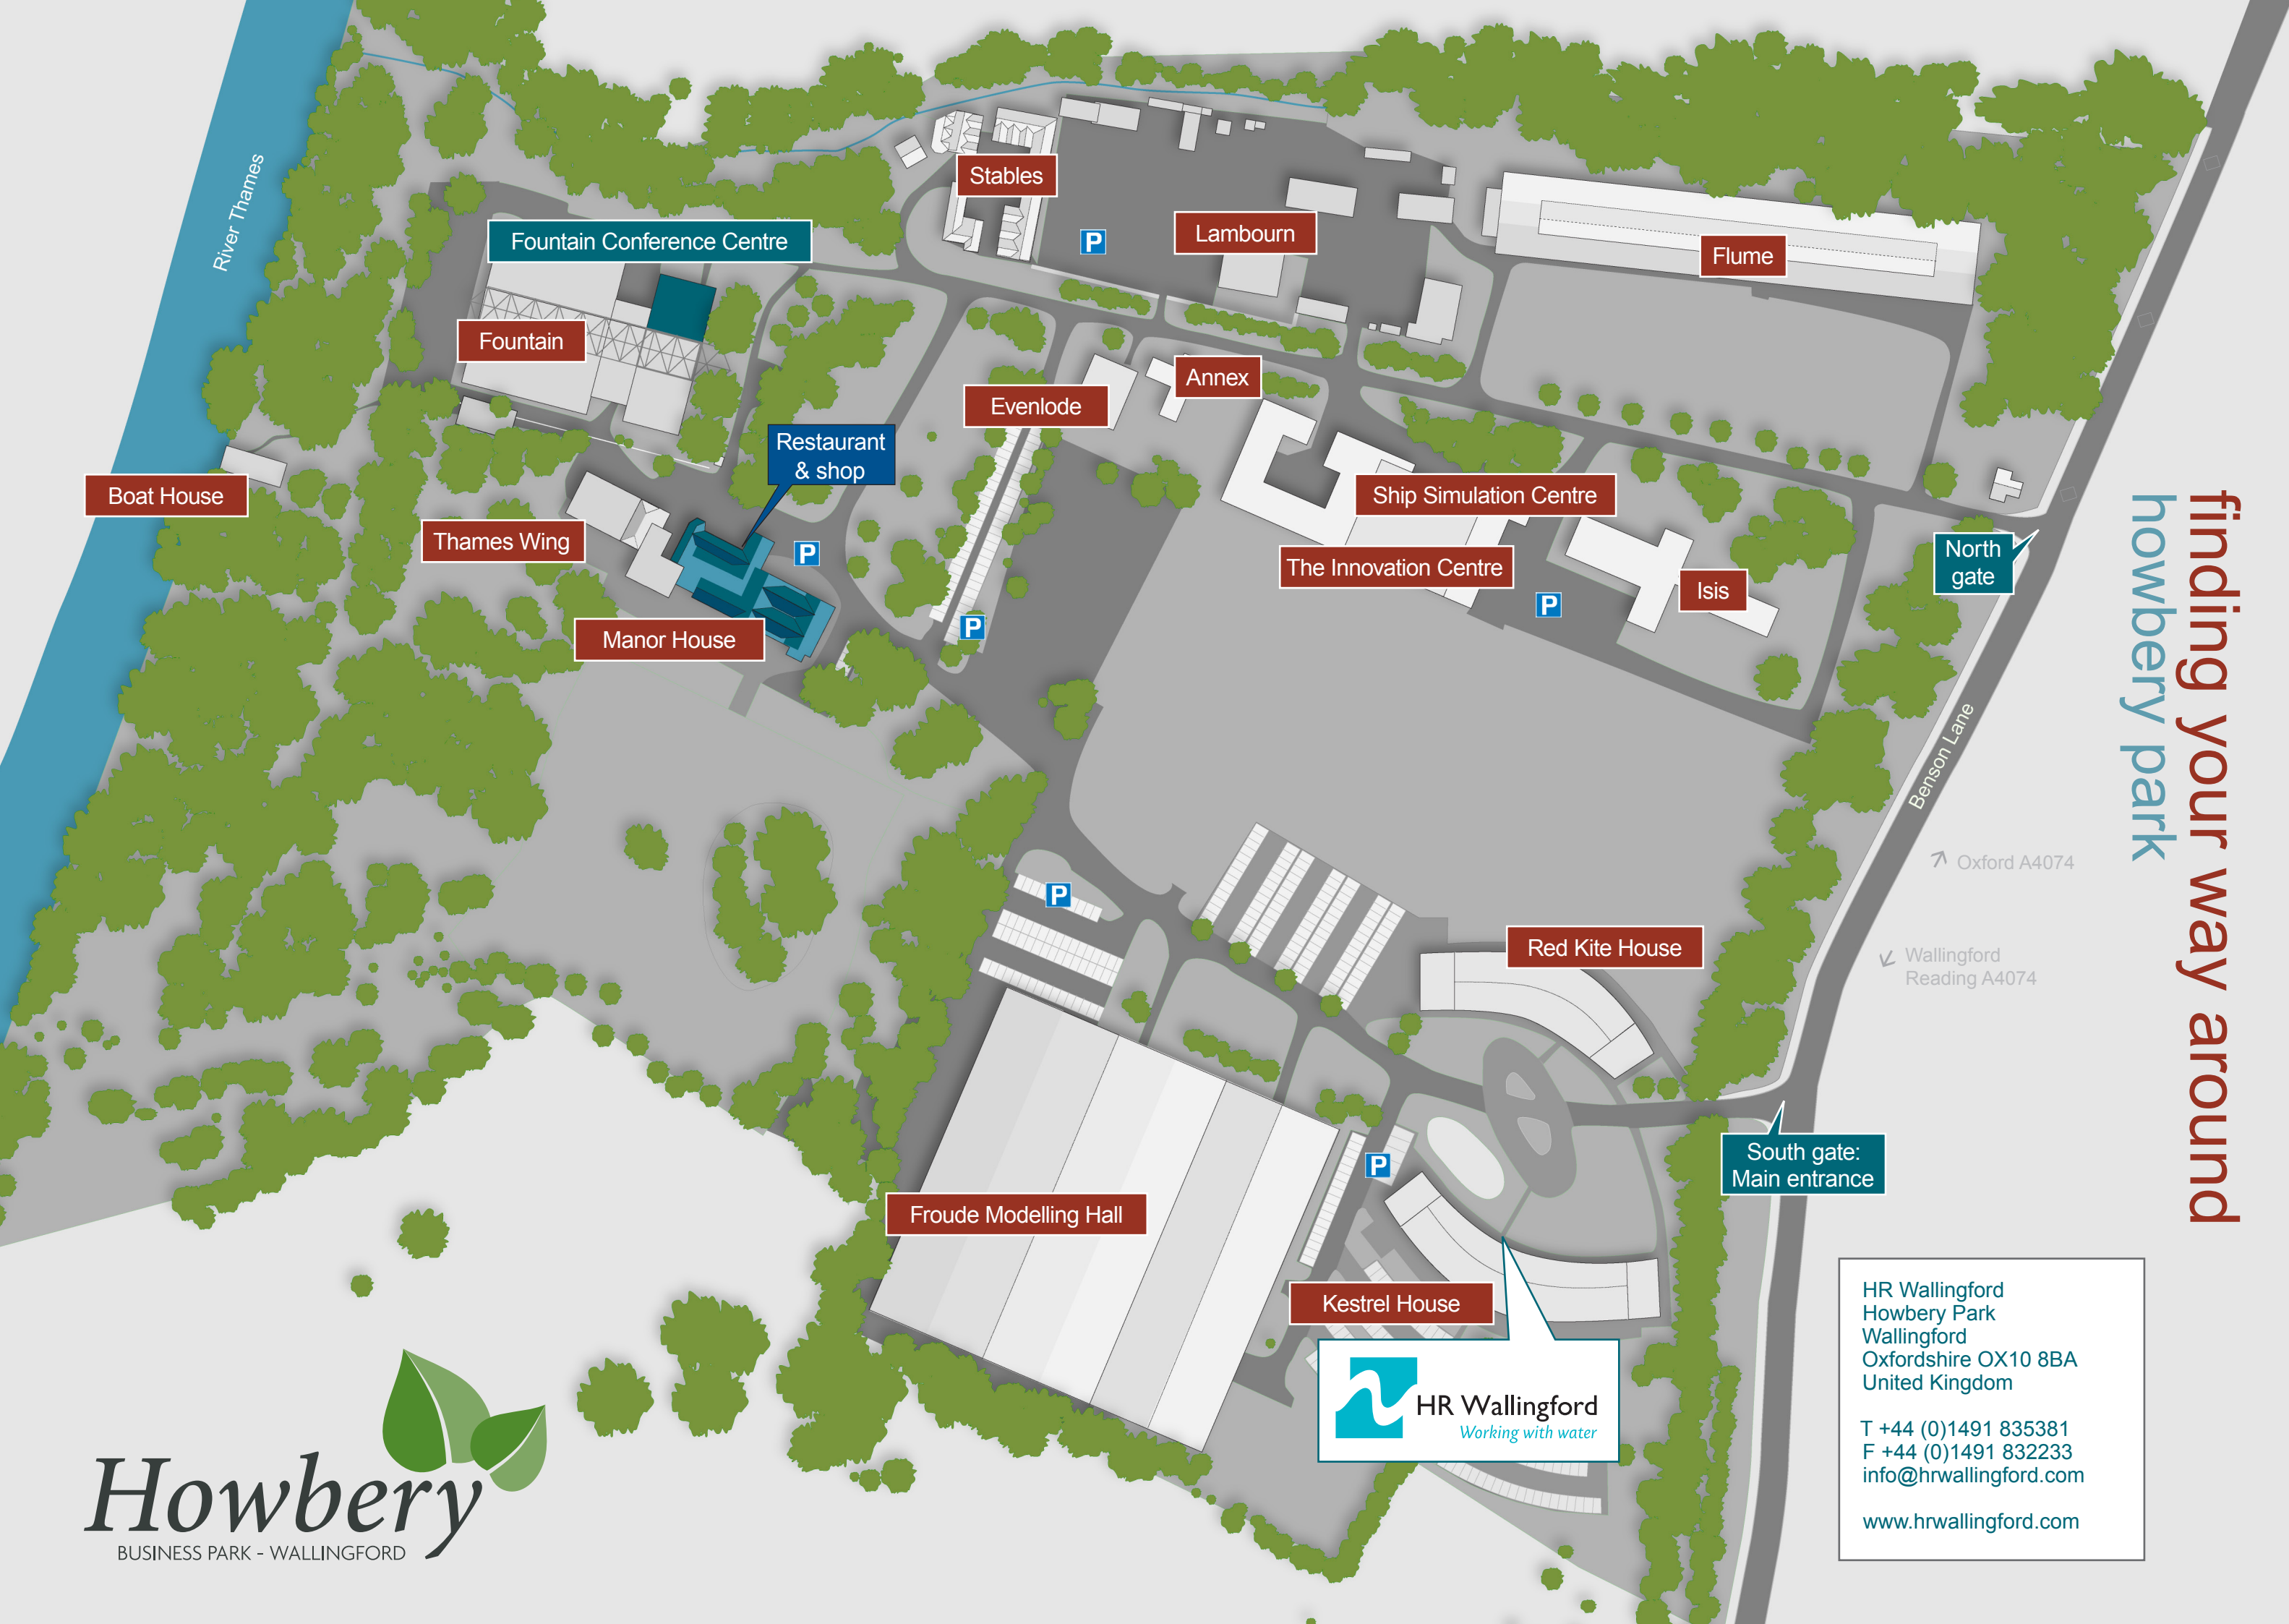 River Thames
Stables
Fountain Conference Centre
P
Lambourn
Flume
Fountain
Annex
Evenlode
Restaurant
& shop
Boat House
Ship Simulation Centre
Thames Wing
P
The Innovation Centre
North
gate
Isis
P
P
Manor House
finding your way around
howbery park
Benson Lane
Oxford A4074
P
Red Kite House
Wallingford
Reading A4074
South gate:
Main entrance
P
Froude Modelling Hall
Kestrel House
HR Wallingford
Working with water
HR Wallingford
Howbery Park
Wallingford
Oxfordshire OX10 8BA
United Kingdom
T +44 (0)1491 835381
F +44 (0)1491 832233
info@hrwallingford.com
www.hrwallingford.com
Howbery
BUSINESS PARK - WALLINGFORD